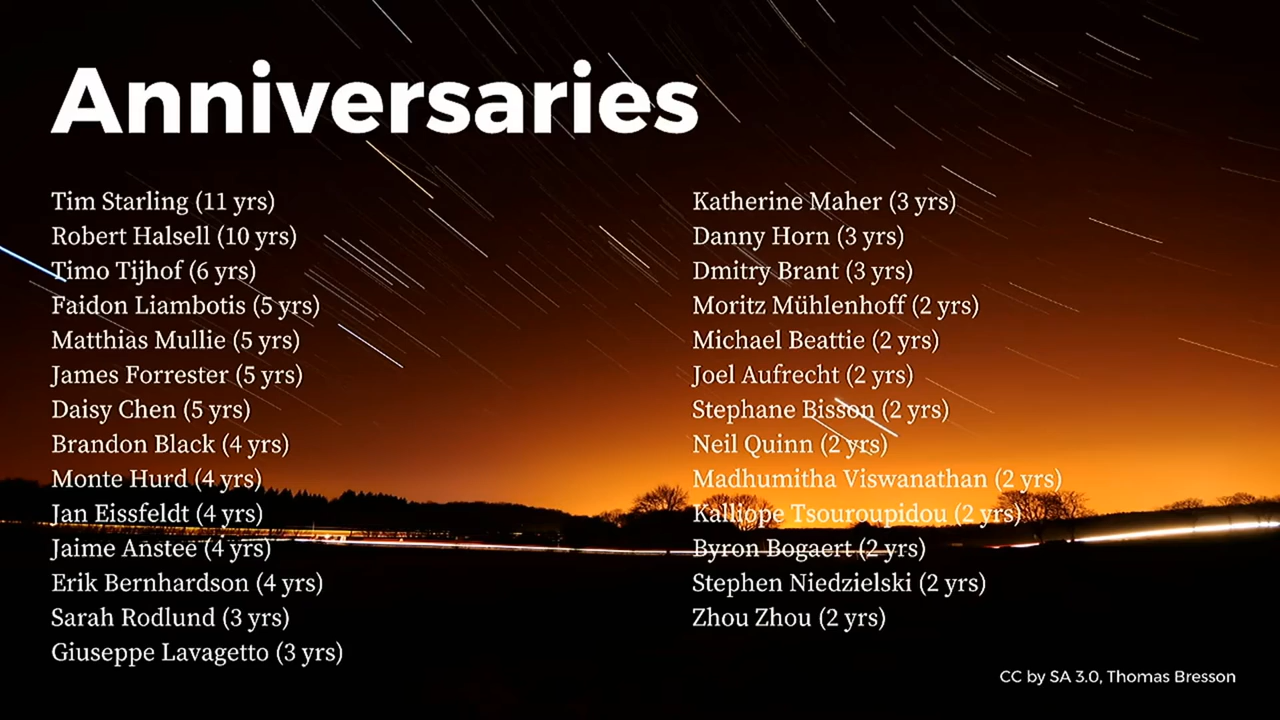 Anniversaries
Tim Starling (11 yrs)
Robert Halsell (10 yrs)
Timo Tijhof (6 yrs)
Faidon Liambotis (5 yrs)
Matthias Mullie (5 yrs)
James Forrester (5 yrs)
Daisy Chen (5 yrs)
Brandon Black (4 yrs)
Monte Hurd (4 yrs)
Jan Eissfeldt (4 yrs)
Jaime Anstee (4 yrs)
Erik Bernhardson (4 yrs)
Sarah Rodlund (3 yrs)
Giuseppe Lavagetto (3 yrs)
Katherine Maher (3 yrs)
Danny Horn (3 yrs)
Dmitry Brant (3 yrs)
Moritz Mühlenhoff (2 yrs)
Michael Beattie (2 yrs)
Joel Aufrecht (2 yrs)
Stephane Bisson (2 yrs)
Neil Quinn (2 yrs)
Madhumitha Viswanathan (2 yrs)
Kalliope Tsouroupidou (2 yrs)
Byron Bogaert (2 yrs)
Stephen Niedzielski (2 yrs)
Zhou Zhou (2 yrs)
CC by SA 3.0, Thomas Bresson